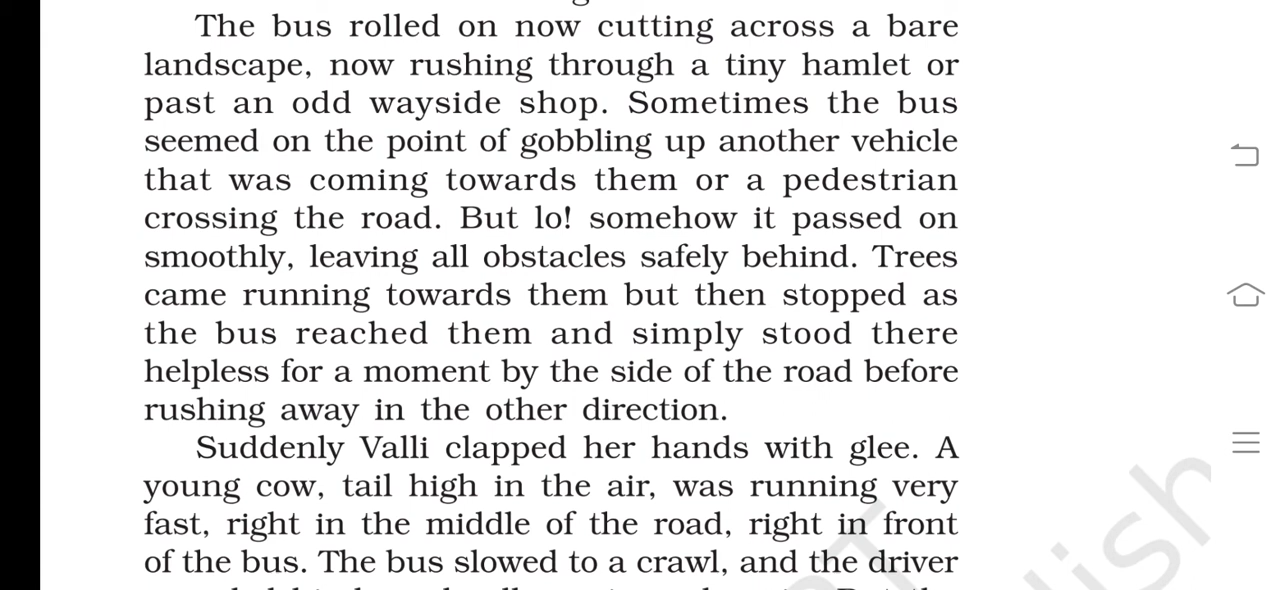 The bus rolled on now cutting across a bare
landscape, now rushing through a tiny hamlet or
past an odd wayside shop. Sometimes the bus
seemed on the point of gobbling up another vehicle
that was coming towards them or a pedestrian
crossing the road. But lo! somehow it passed on
smoothly, leaving all obstacles safely behind. Trees
came running towards them but then stopped as
the bus reached them and simply stood there
helpless for a moment by the side of the road before
rushing away in the other direction.
Suddenly Valli clapped her hands with glee. A
young cow, tail high in the air, was running very
fast, right in the middle of the road, right in front
of the bus. The bus slowed to a crawl, and the driver